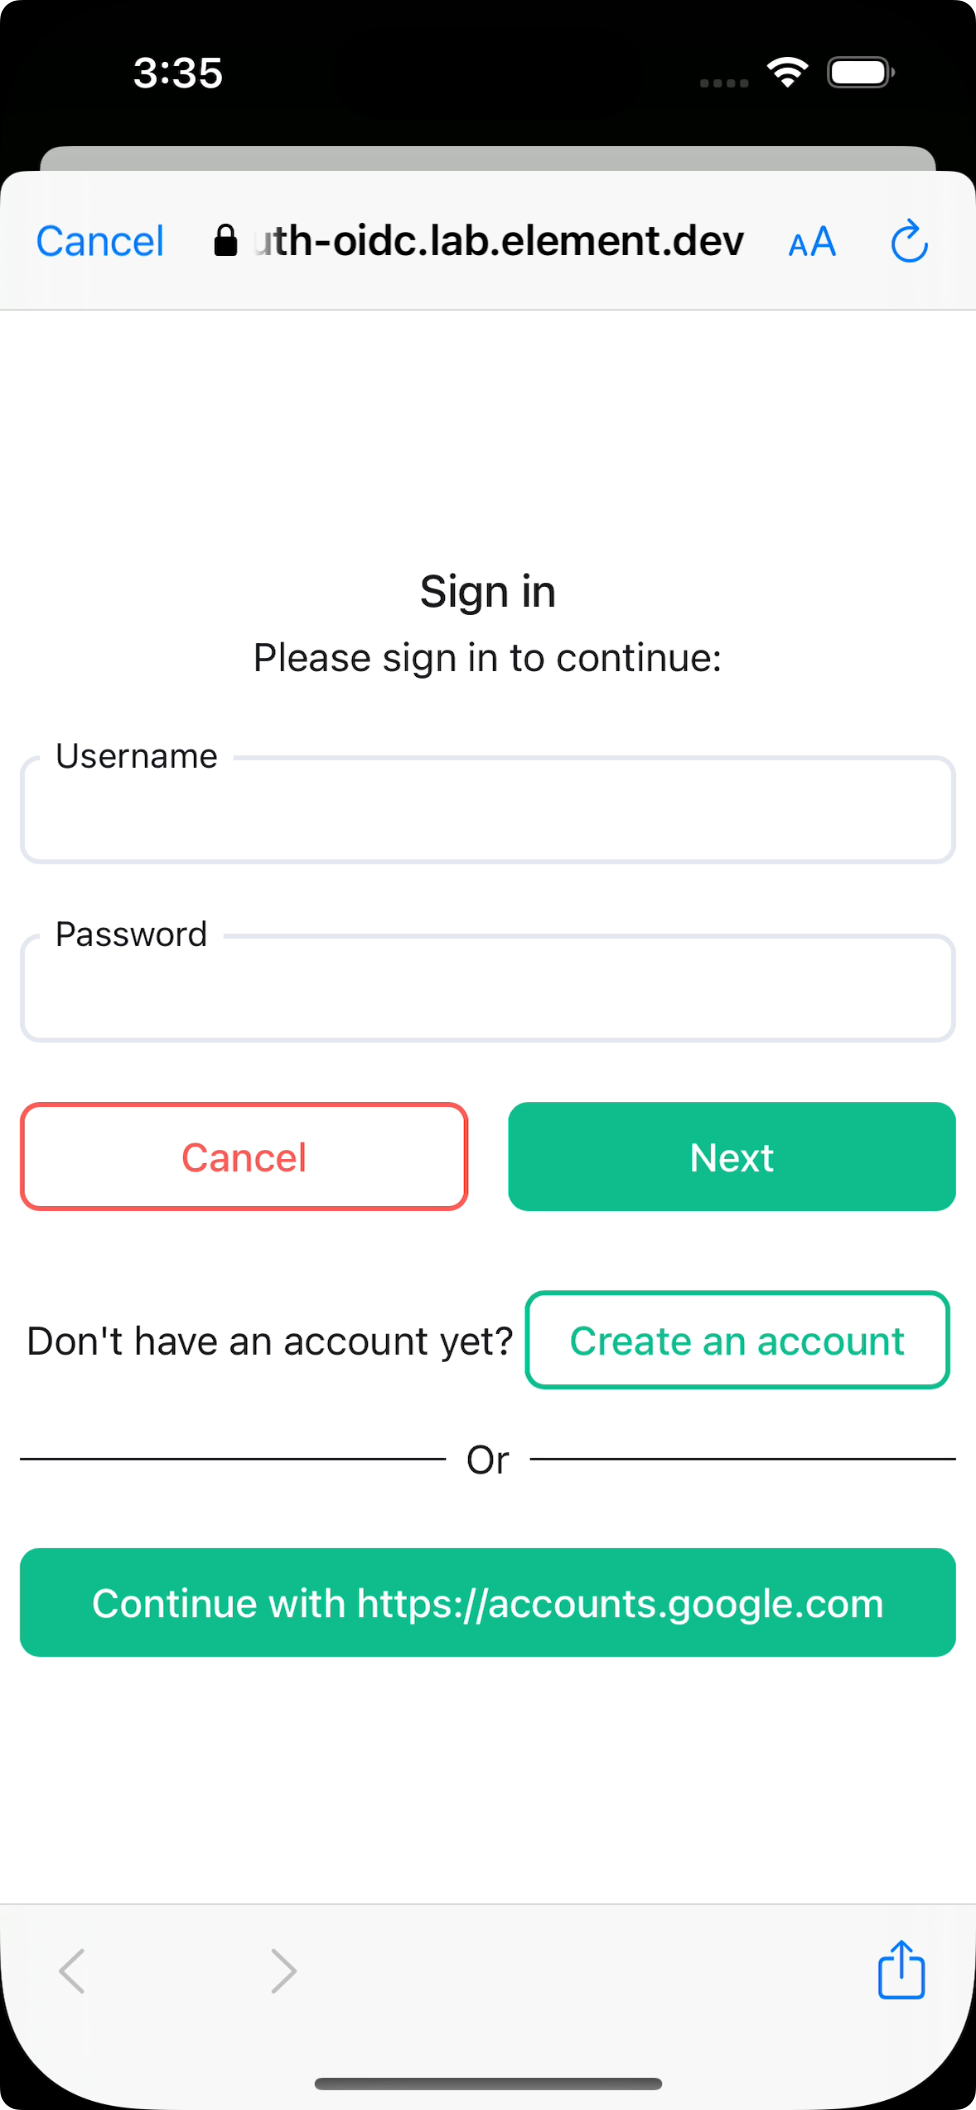 3:35
Cancel
uth-oidc.lab.element.dev
AA
Sign in
Please sign in to continue:
Username
Password
Cancel
Next
Don't have an account yet?
Create an account
Or
Continue with https://accounts.google.com